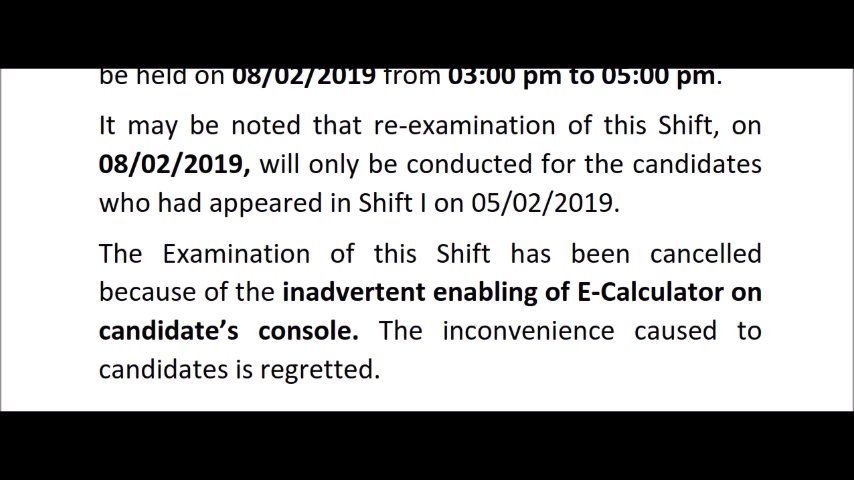 be held on 08/02/2019 from 03:00 pm to 05:00 pm.
It may be noted that re-examination of this Shift, on
08/02/2019, will only be conducted for the candidates
who had appeared in Shift I on 05/02/2019.
The Examination of this Shift has been cancelled
because of the inadvertent enabling of E-Calculator on
candidate’s console. The inconvenience caused to
candidates is regretted.